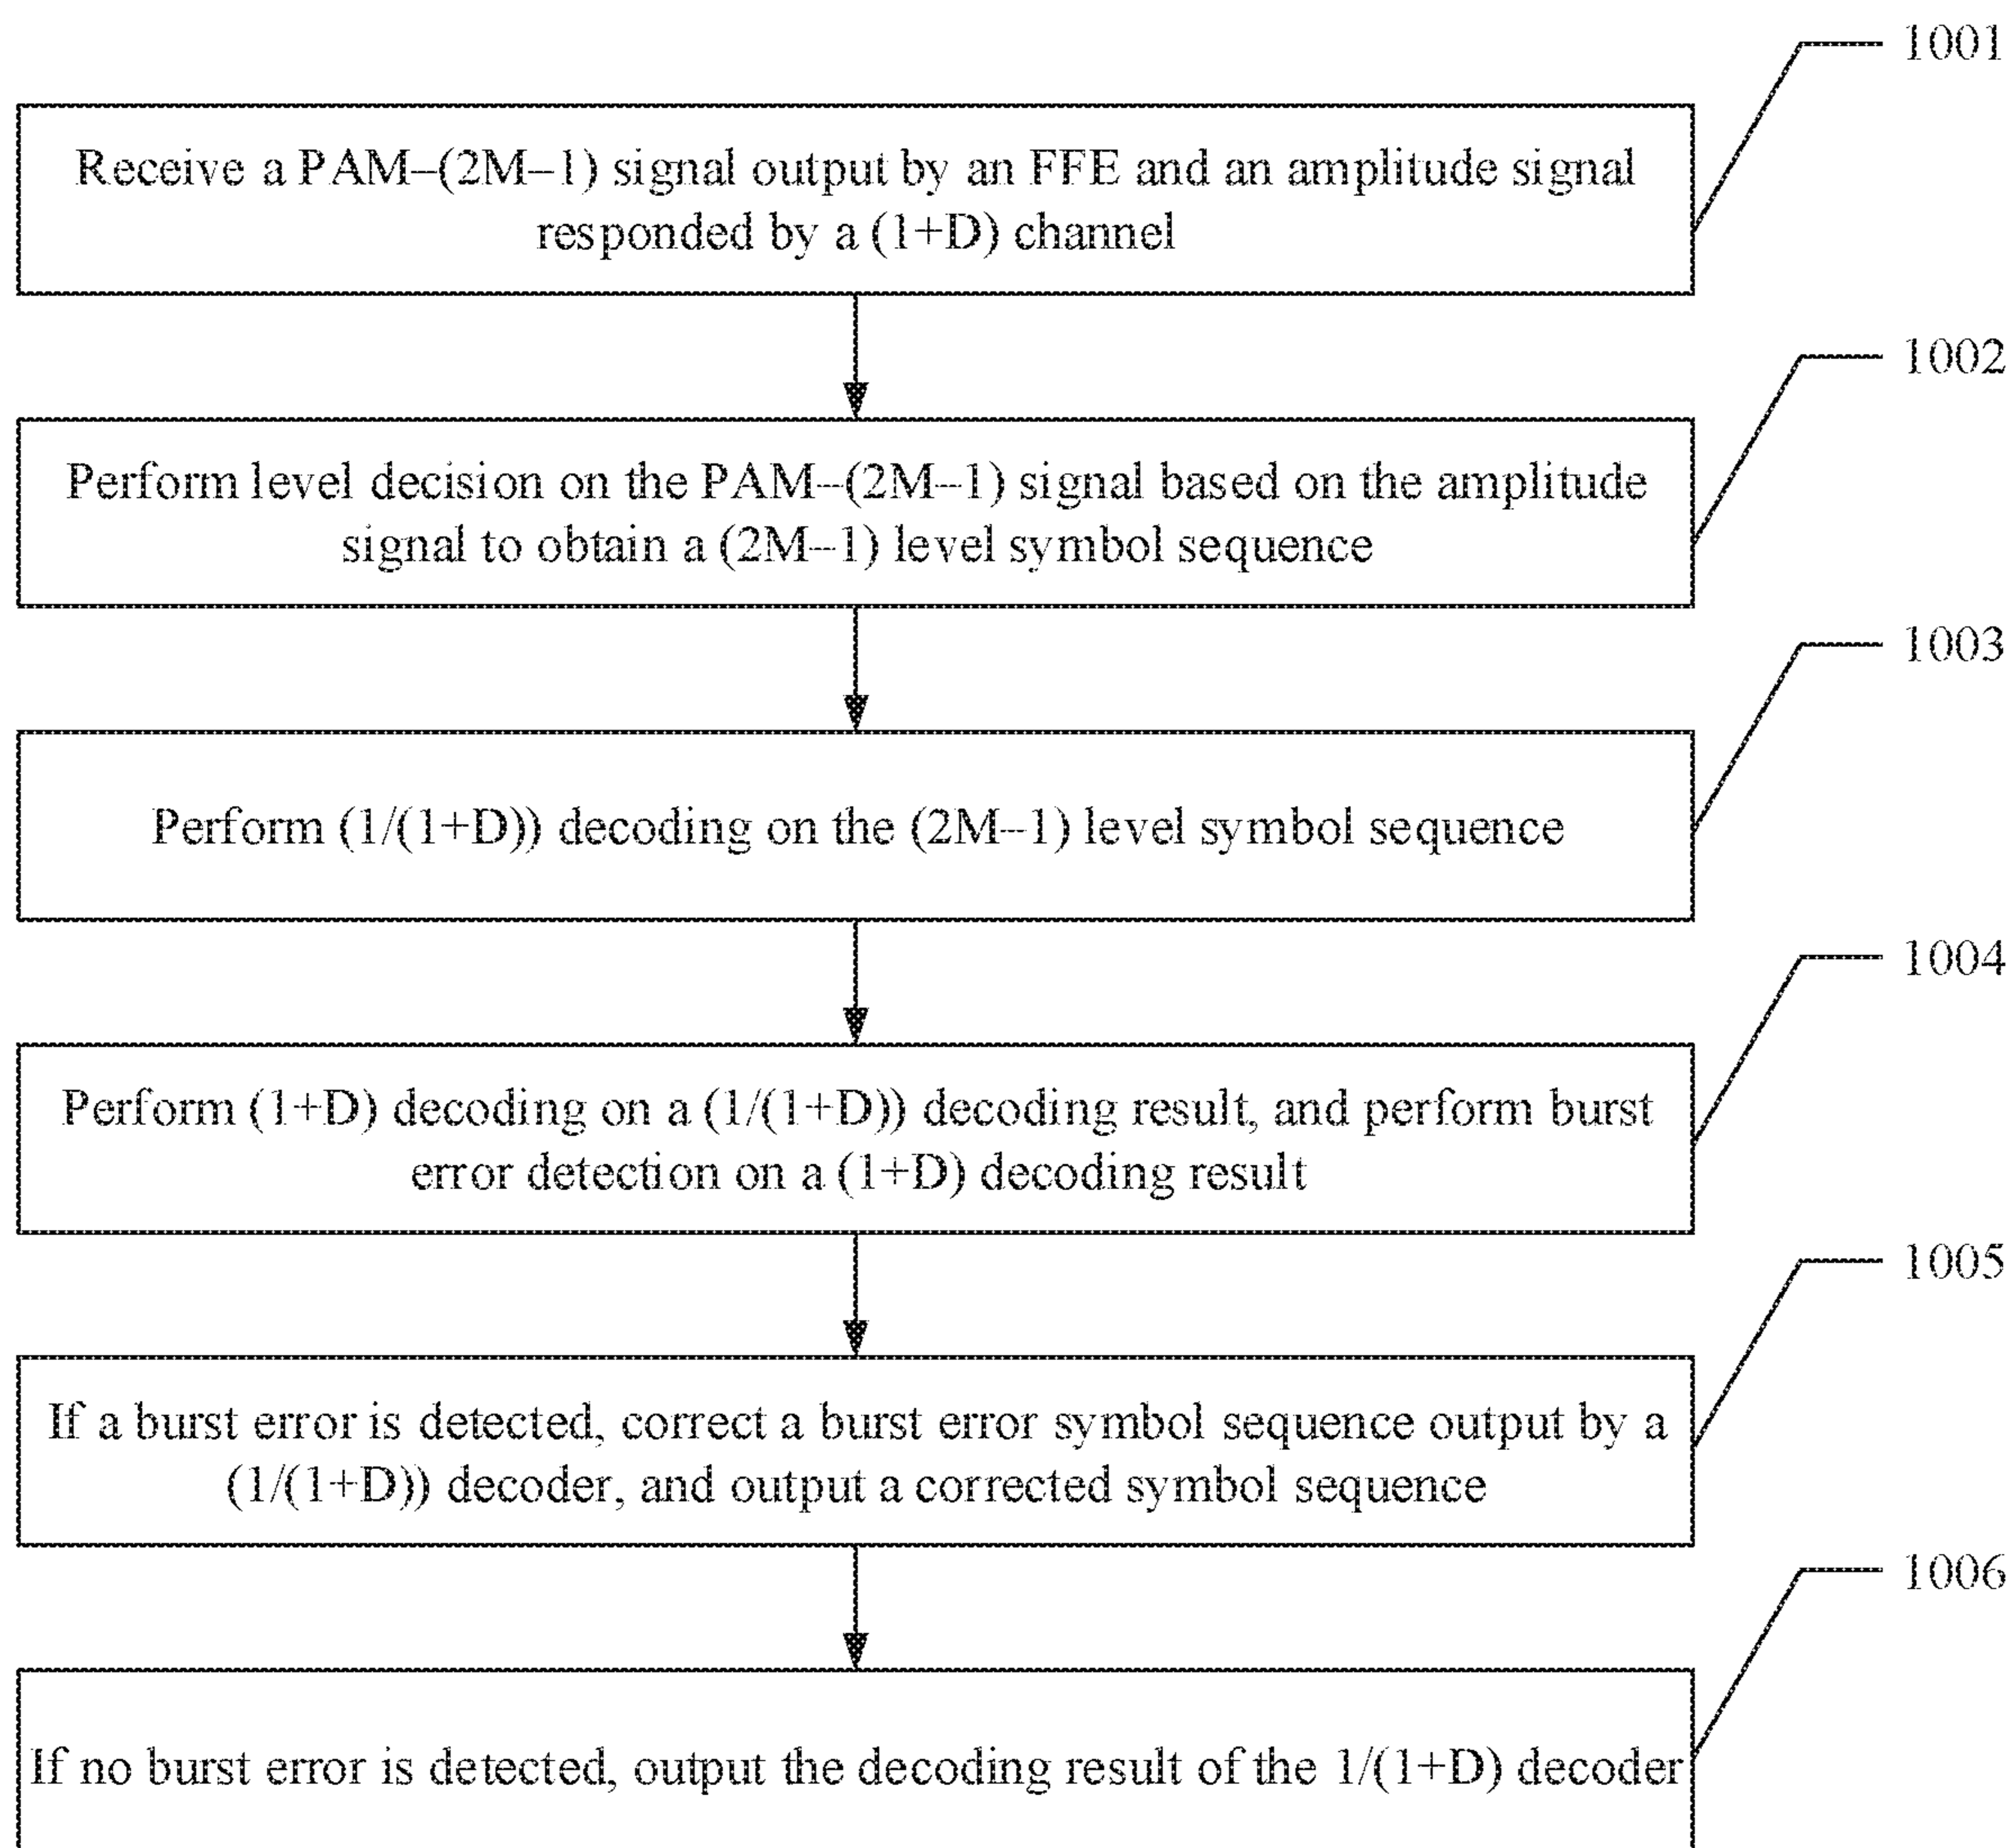 1001
Receive a PAM–(2M–1) signal output by an FFE and an amplitude signal
responded by a (1+D) channel
1002
Perform level decision on the PAM–(2M–1) signal based on the amplitude
signal to obtain a (2M–1) level symbol sequence
1003
Perform (1/(1+D)) decoding on the (2M–1) level symbol sequence
1004
Perform (1+D) decoding on a (1/(1+D)) decoding result, and perform burst
error detection on a (1+D) decoding result
1005
If a burst error is detected, correct a burst error symbol sequence output by a
(1/(1+D)) decoder, and output a corrected symbol sequence
1006
If no burst error is detected, output the decoding result of the 1/(1+D) decoder